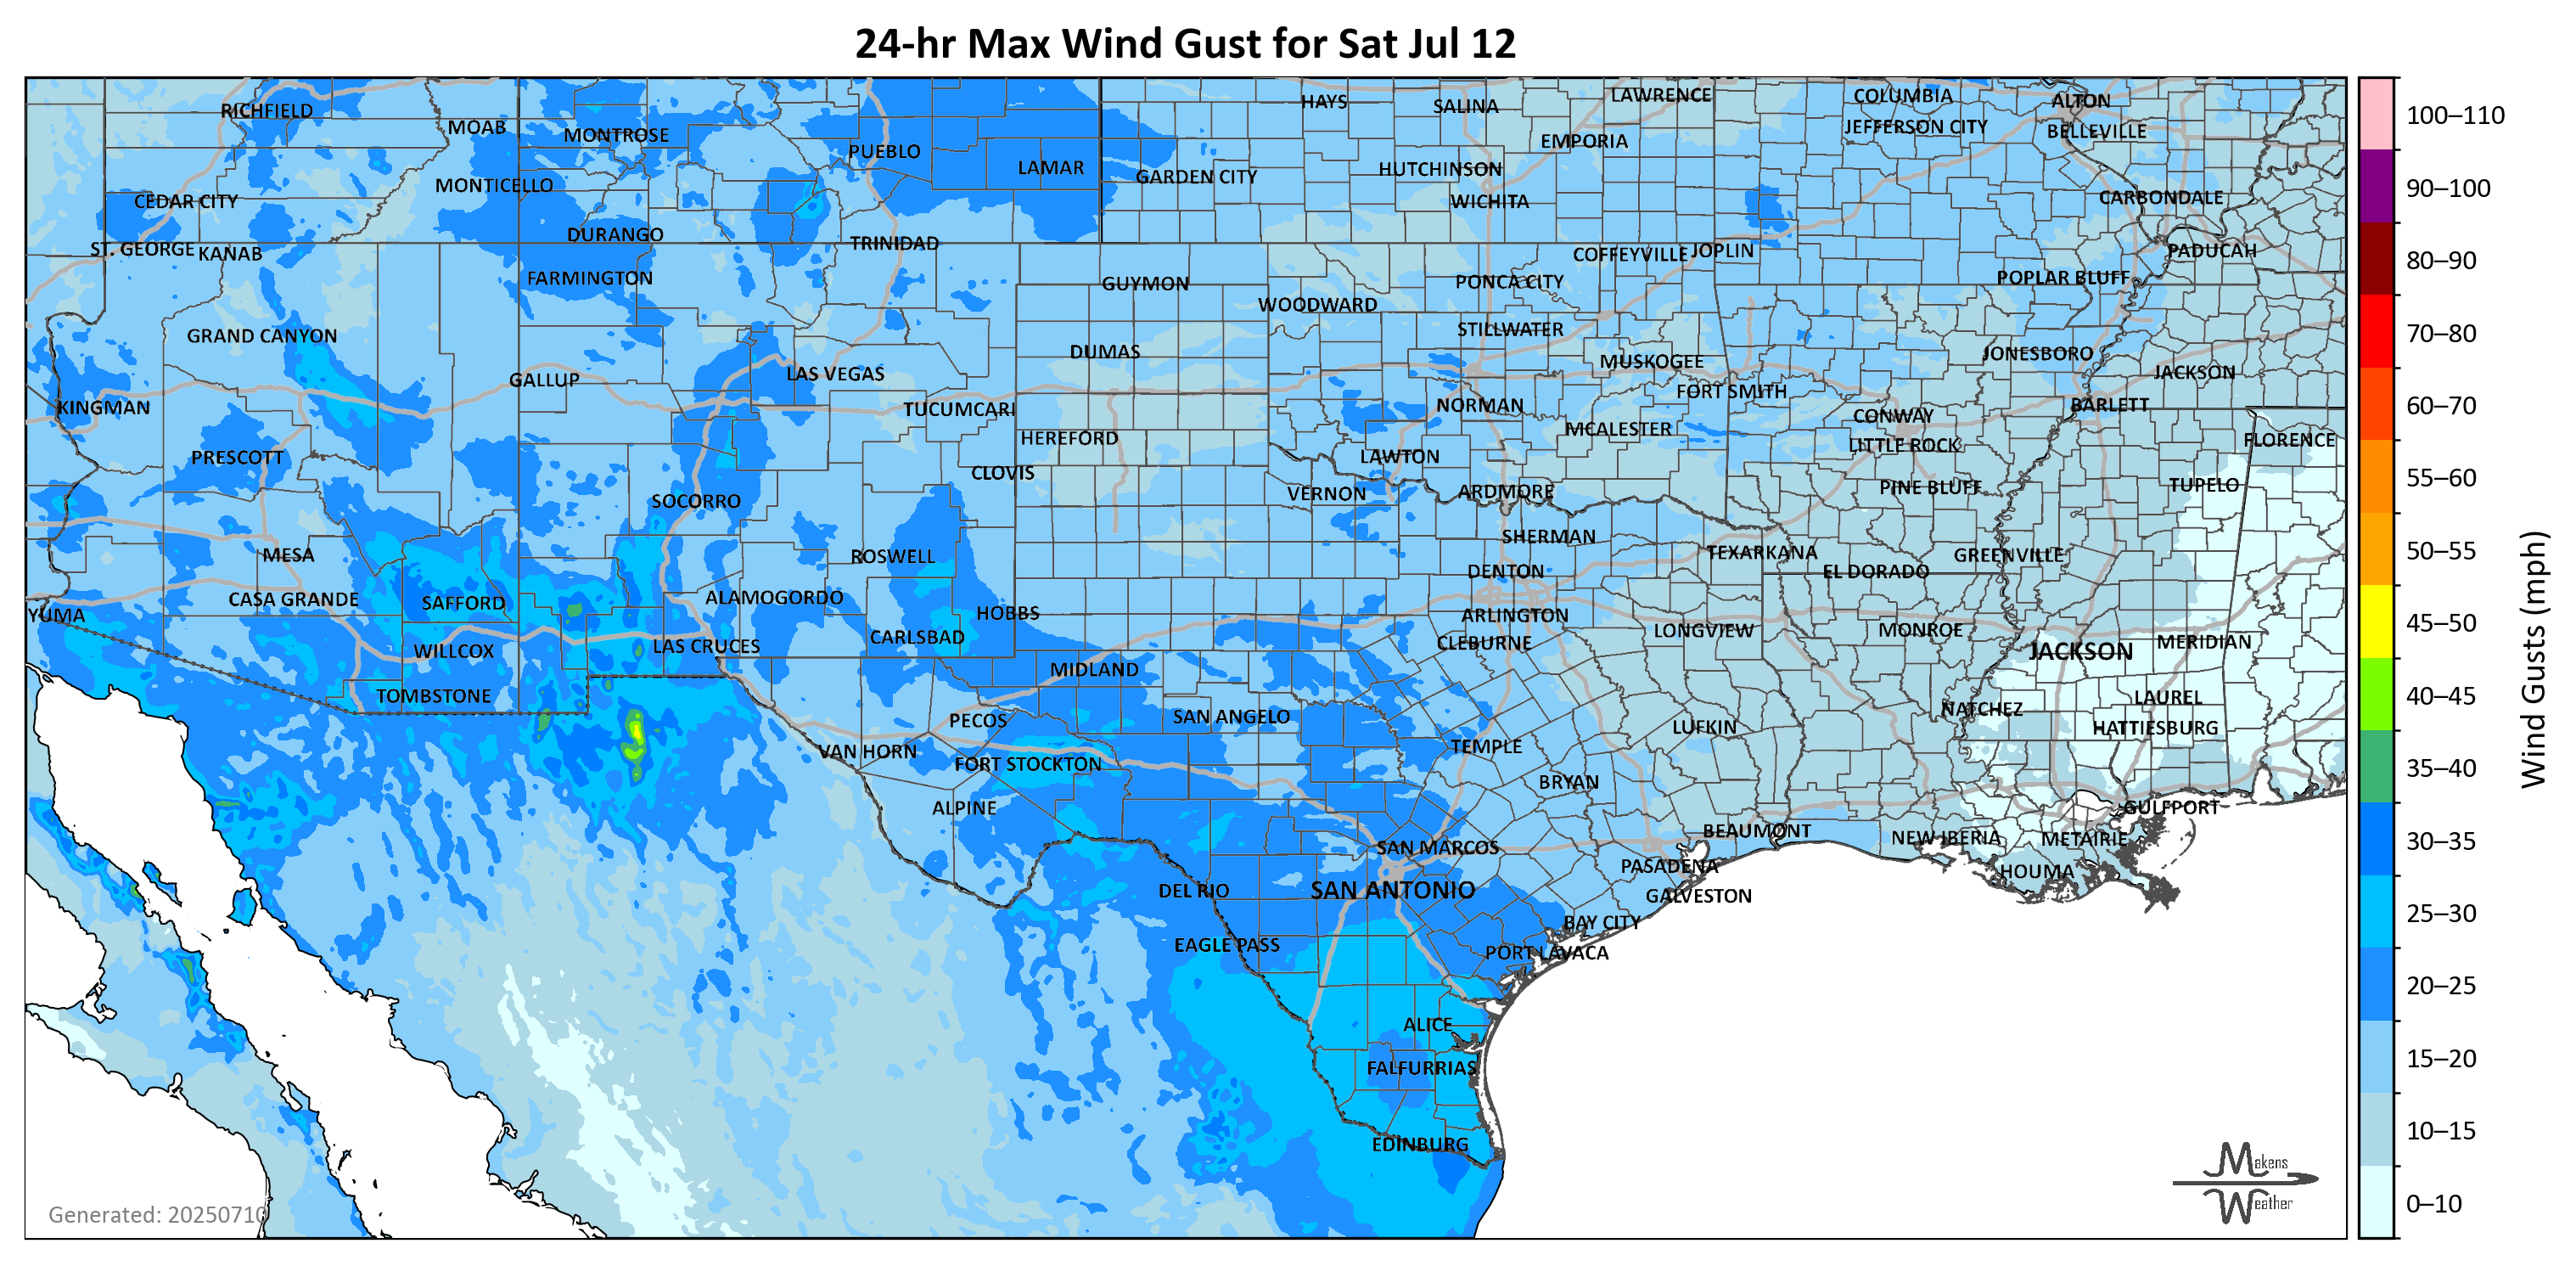 24-hr Max Wind Gust for Sat Jul 12
RICHFIELD
MOAB
MONTROSE
PUEBLO
LAMAR
GARDEN CITY
HAYS
SALINA
LAWRENCE
EMPORIA
HUTCHINSON
WICHITA
COLUMBIA
JEFFERSON CITY
ALTON
BELLEVILLE
CARBONDALE
CEDAR CITY
MONTICELLO
DURANGO
TRINIDAD
ST. GEORGE
KANAB
FARMINGTON
GUYMON
WOODWARD
PONCA CITY
COFFEYVILLE
JOPLIN
POPLAR BLUFF
PADUCAH
GRAND CANYON
DUMAS
STILLWATER
MUSKOGEE
JONESBORO
JACKSON
KINGMAN
GALLUP
LAS VEGAS
TUCUMCARI
NORMAN
FORT SMITH
CONWAY
BARLETT
PRESCOTT
HEREFORD
CLOVIS
LAWTON
MCALESTER
LITTLE ROCK
FLORENCE
SOCORRO
VERNON
ARDMORE
PINE BLUFF
TUPELO
MESA
ROSWELL
SHERMAN
TEXARKANA
GREENVILLE
DENTON
EL DORADO
YUMA
CASA GRANDE
SAFFORD
ALAMOGORDO
HOBBS
ARLINGTON
CLEBURNE
LONGVIEW
MONROE
JACKSON
MERIDIAN
WILLCOX
LAS CRUCES
CARLSBAD
MIDLAND
TOMBSTONE
PECOS
SAN ANGELO
LUFKIN
NATCHEZ
LAUREL
HATTIESBURG
VAN HORN
FORT STOCKTON
TEMPLE
BRYAN
ALPINE
SAN MARCOS
BEAUMONT
NEW IBERIA
METAIRIE
GULFPORT
HOUMA
DEL RIO
SAN ANTONIO
PASADENA
GALVESTON
EAGLE PASS
BAY CITY
PORT LAVACA
ALICE
FALFURRIAS
EDINBURG
Generated: 20250710
Makens
Weather
100–110
90–100
80–90
70–80
60–70
55–60
50–55
45–50
40–45
35–40
30–35
25–30
20–25
15–20
10–15
0–10
Wind Gusts (mph)